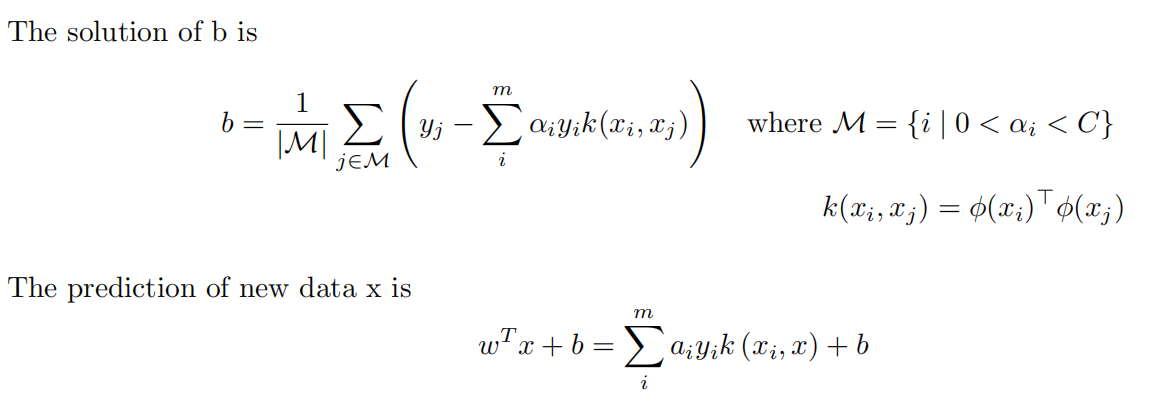 The solution of b is
b = \frac{1}{|\mathcal{M}|} \sum_{j \in \mathcal{M}} \left( y_j - \sum_{i}^{m} \alpha_i y_i k(x_i, x_j) \right) where \mathcal{M} = \{i \mid 0 < \alpha_i < C\}
k(x_i, x_j) = \phi(x_i)^\top \phi(x_j)
The prediction of new data x is
w^T x + b = \sum_{i}^{m} a_i y_i k(x_i, x) + b